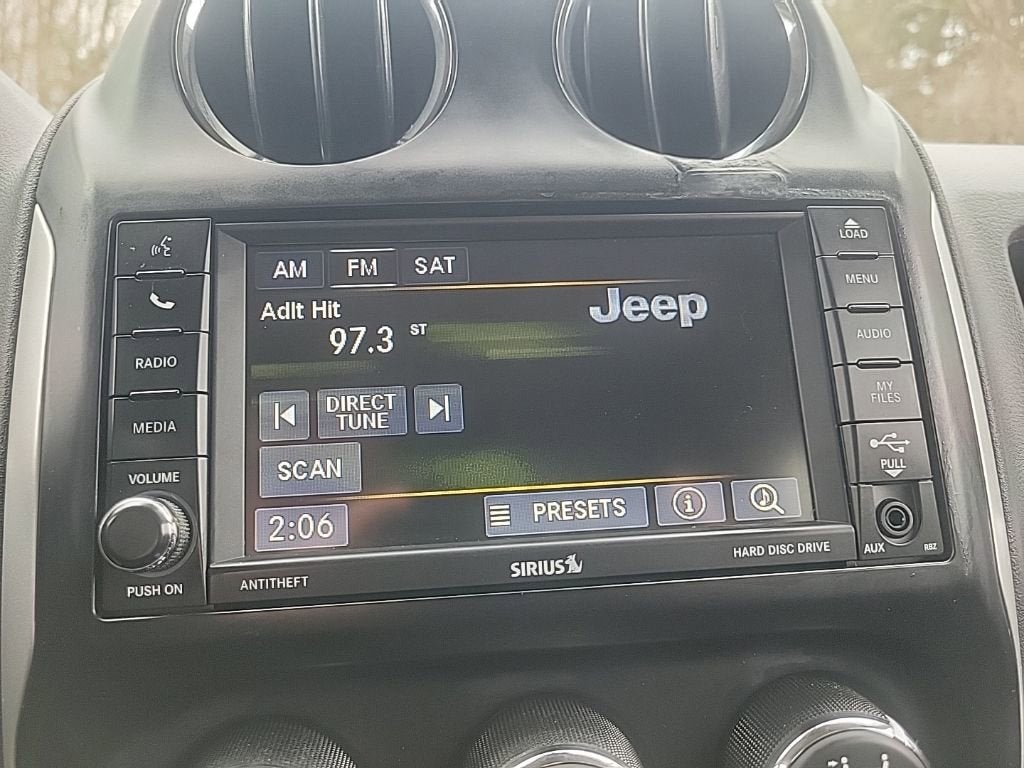 AM FM SAT
LOAD
Adlt Hit
Jeep
MENU
97.3 ST
AUDIO
RADIO
MY
FILES
DIRECT
TUNE
MEDIA
SCAN
PULL
VOLUME
2:06
PRESETS
i
PUSH ON
ANTITHEFT
SIRIUS
HARD DISC DRIVE
AUX
RBZ